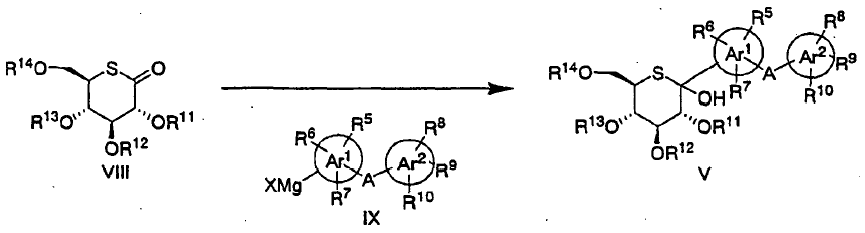 R¹⁴O
S
O
R¹³O
OR¹¹
OR¹²
VIII
R⁶
R⁵
R⁸
Ar¹
Ar²
R⁹
XMg
R⁷
A
R¹⁰
IX
R⁶
R⁵
R⁸
Ar¹
Ar²
R⁹
R¹⁴O
S
R⁷
A
R¹⁰
OH
R¹³O
OR¹¹
OR¹²
V